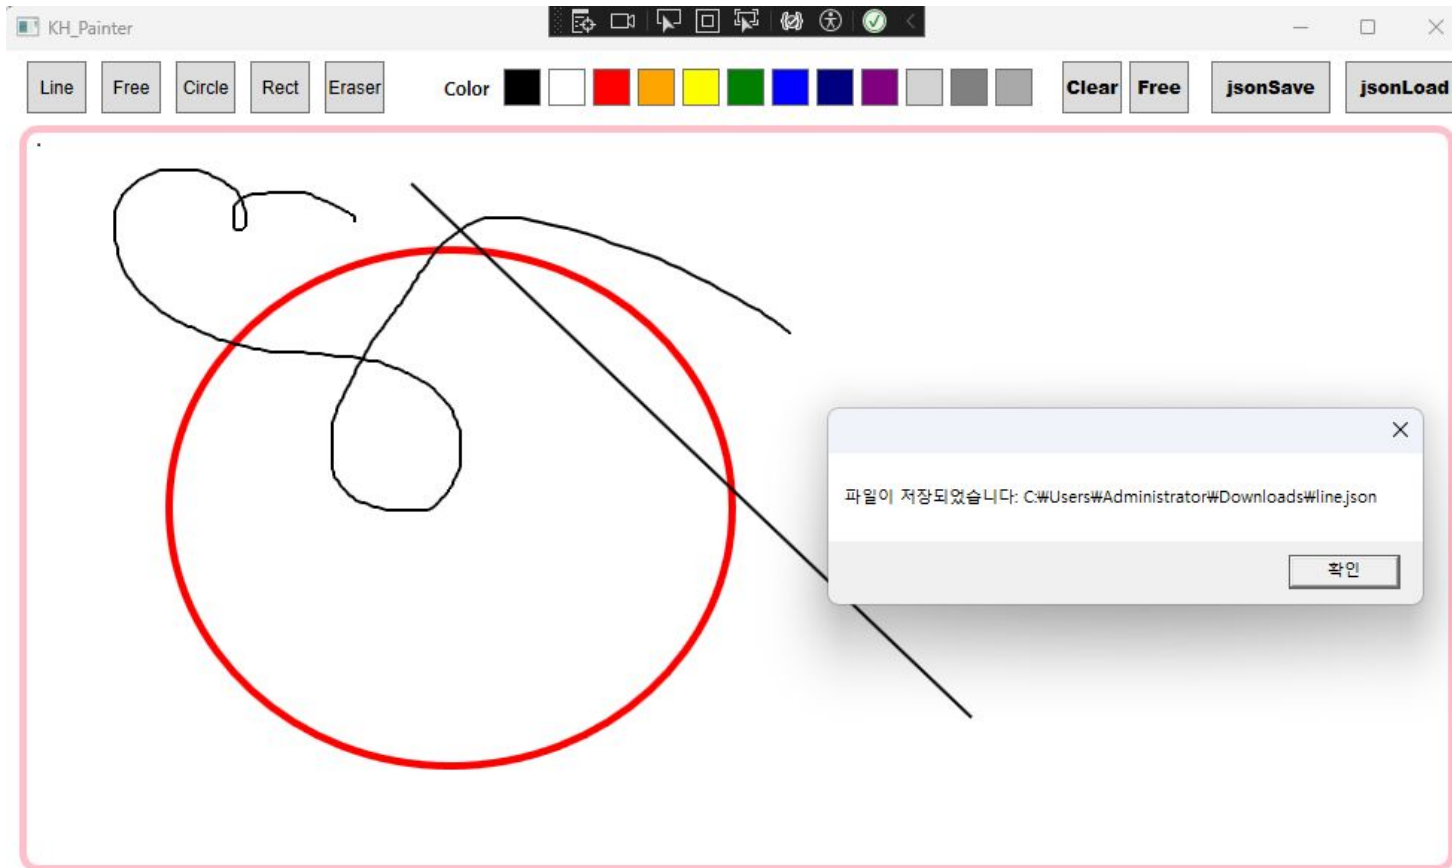 KH_Painter
Line Free Circle Rect Eraser Color Clear Free jsonSave jsonLoad
파일이 저장되었습니다: C:₩Users₩Administrator₩Downloads₩line.json
확인